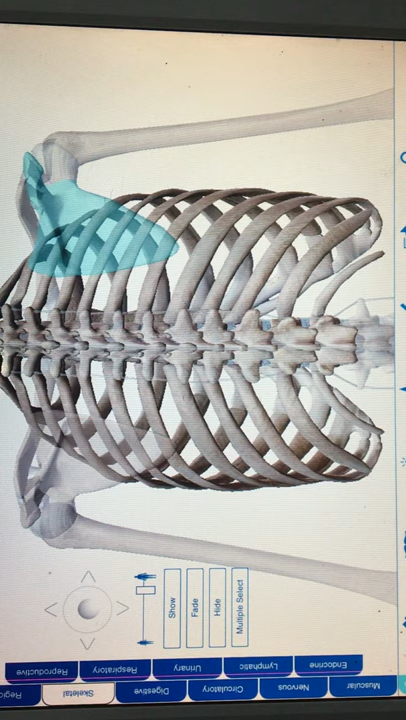 Show
Fade
Hide
Multiple Select
Muscular
Nervous
Circulatory
Digestive
Skeletal
Endocrine
Lymphatic
Urinary
Respiratory
Reproductive